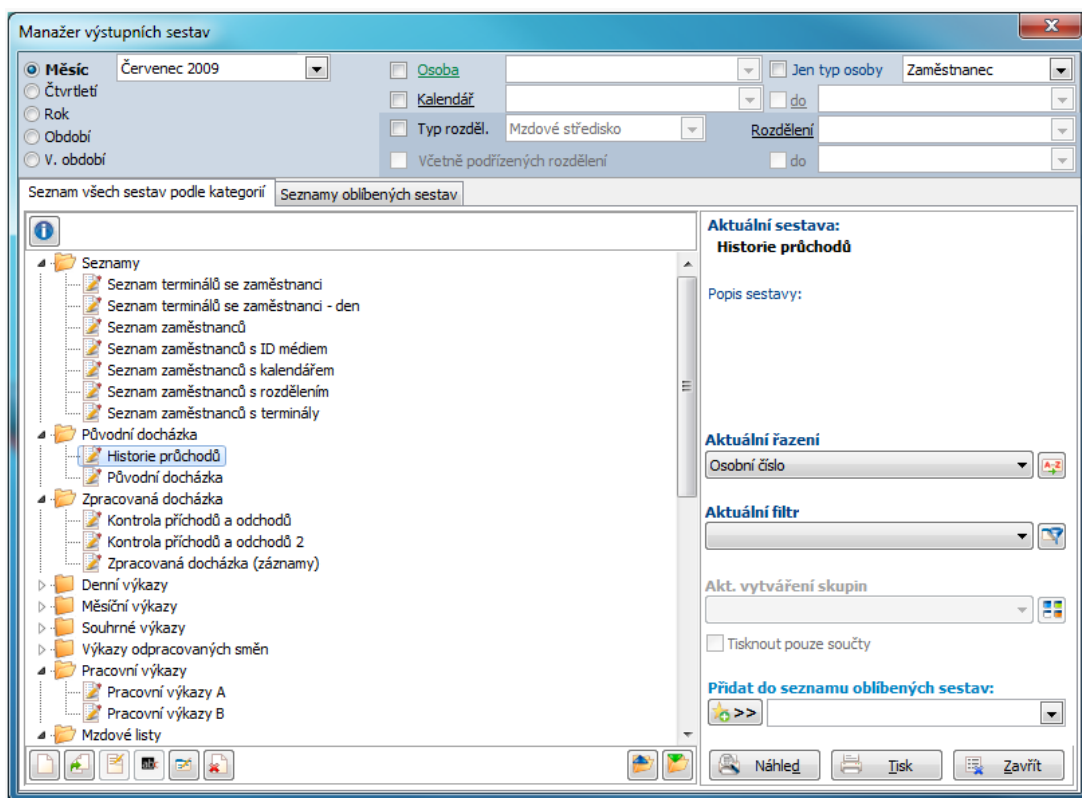 Manažer výstupních sestav
Měsíc Červenec 2009 Osoba Jen typ osoby Zaměstnanec
Čtvrtletí
Kalendář do
Rok
Období Typ rozděl. Mzdové středisko Rozdělení
V. období Včetně podřízených rozdělení do
Seznam všech sestav podle kategorií Seznamy oblíbených sestav
Seznamy
Seznam terminálů se zaměstnanci
Seznam terminálů se zaměstnanci - den
Seznam zaměstnanců
Seznam zaměstnanců s ID médiem
Seznam zaměstnanců s kalendářem
Seznam zaměstnanců s rozdělením
Seznam zaměstnanců s terminály
Původní docházka
Historie průchodů
Původní docházka
Zpracovaná docházka
Kontrola příchodů a odchodů
Kontrola příchodů a odchodů 2
Zpracovaná docházka (záznamy)
Denní výkazy
Měsíční výkazy
Souhrné výkazy
Výkazy odpracovaných směn
Pracovní výkazy
Pracovní výkazy A
Pracovní výkazy B
Mzdové listy
ab
Aktuální sestava:
Historie průchodů
Popis sestavy:
Aktuální řazení
Osobní číslo
A-Z
Aktuální filtr
Akt. vytváření skupin
Tisknout pouze součty
Přidat do seznamu oblíbených sestav:
>>
Náhled Tisk Zavřít